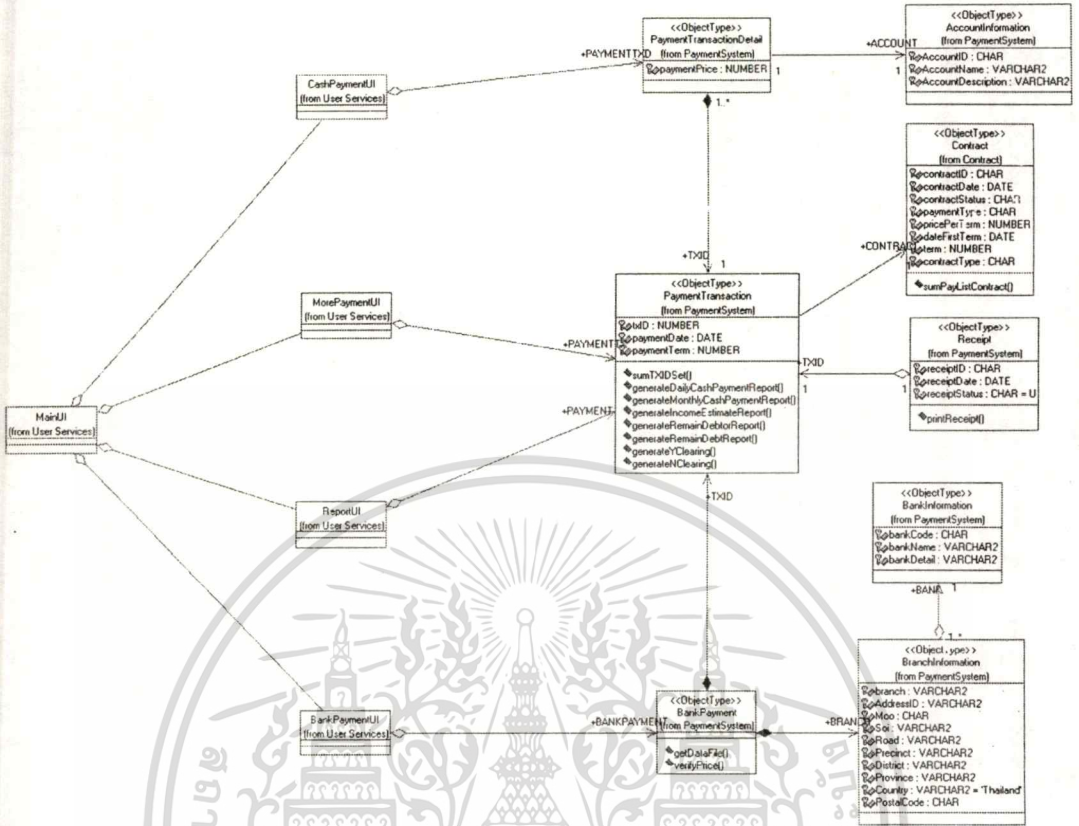 <<ObjectType>>
PaymentTransactionDetail
(from PaymentSystem)
paymentPrice : NUMBER
+PAYMENTTXID
1
1..*
+ACCOUNT
1
<<ObjectType>>
AccountInformation
(from PaymentSystem)
AccountID : CHAR
AccountName : VARCHAR2
AccountDescription : VARCHAR2
CashPaymentUI
(from User Services)
<<ObjectType>>
Contract
(from Contract)
contractID : CHAR
contractDate : DATE
contractStatus : CHAR
paymentType : CHAR
pricePerTerm : NUMBER
dateFirstTerm : DATE
term : NUMBER
contractType : CHAR
sumPayListContract()
+CONTRACT
+TXID
1
<<ObjectType>>
PaymentTransaction
(from PaymentSystem)
txID : NUMBER
paymentDate : DATE
paymentTerm : NUMBER
sumTXIDSet()
generateDailyCashPaymentReport()
generateMonthlyCashPaymentReport()
generateIncomeEstimateReport()
generateRemainDebtorReport()
generateRemainDebtReport()
generateYClearing()
generateNClearing()
MorePaymentUI
(from User Services)
+PAYMENT
+TXID
1
1
<<ObjectType>>
Receipt
(from PaymentSystem)
receiptID : CHAR
receiptDate : DATE
receiptStatus : CHAR = U
printReceipt()
MainUI
(from User Services)
+PAYMENT
ReportUI
(from User Services)
+TXID
<<ObjectType>>
BankInformation
(from PaymentSystem)
bankCode : CHAR
bankName : VARCHAR2
bankDetail : VARCHAR2
+BANK 1
1..*
BankPaymentUI
(from User Services)
+BANKPAYMENT
<<ObjectType>>
BankPayment
(from PaymentSystem)
getDataFile()
verifyPrice()
+BRANCH
<<ObjectType>>
BranchInformation
(from PaymentSystem)
branch : VARCHAR2
AddressID : VARCHAR2
Moo : CHAR
Soi : VARCHAR2
Road : VARCHAR2
Precinct : VARCHAR2
District : VARCHAR2
Province : VARCHAR2
Country : VARCHAR2 = 'Thailand'
PostalCode : CHAR